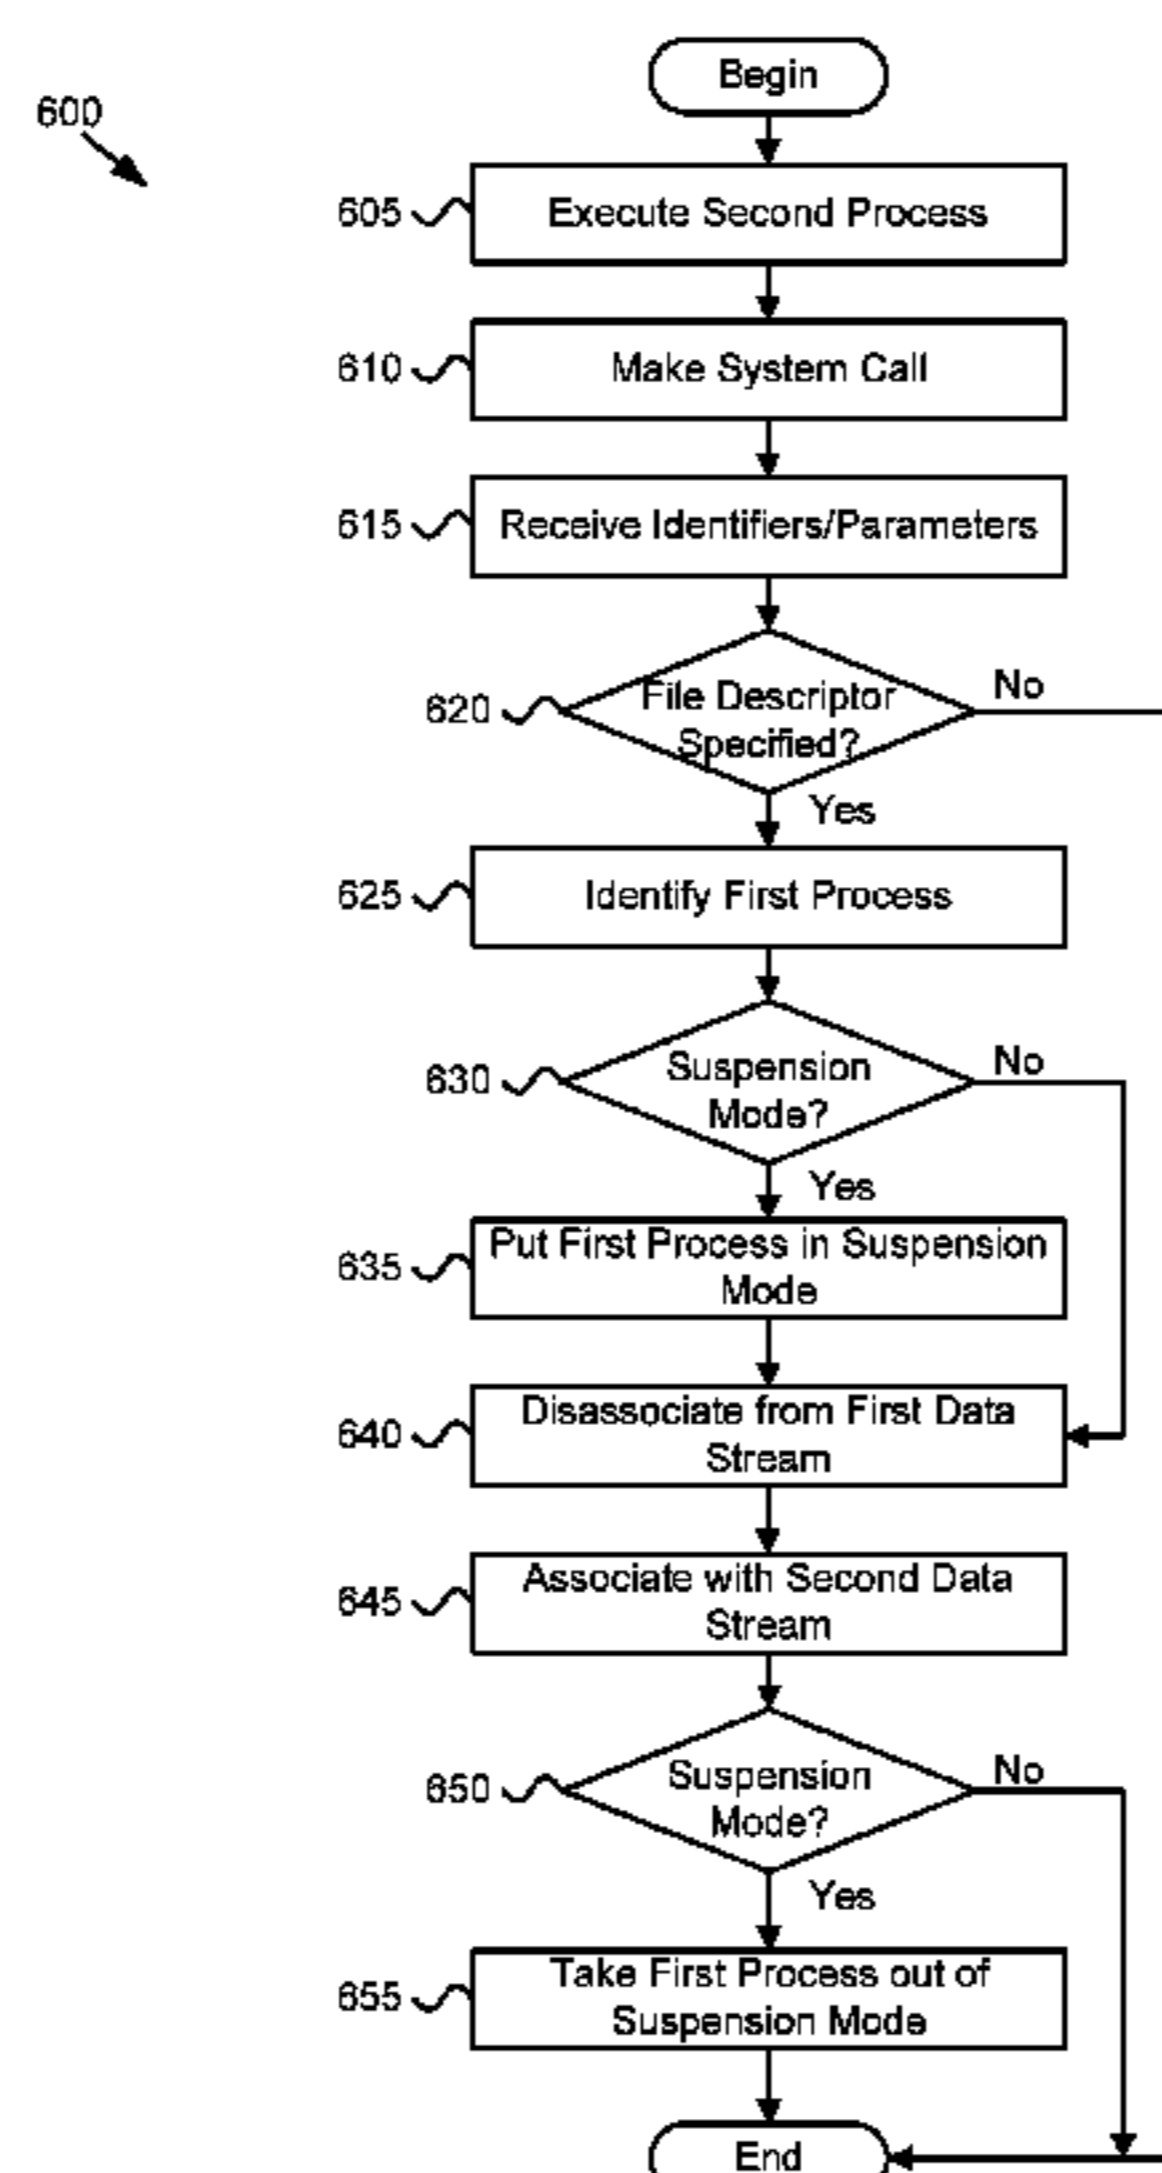 Begin
600
605
Execute Second Process
610
Make System Call
615
Receive Identifiers/Parameters
620
File Descriptor
Specified?
No
Yes
625
Identify First Process
630
Suspension
Mode?
No
Yes
635
Put First Process in Suspension
Mode
640
Disassociate from First Data
Stream
645
Associate with Second Data
Stream
650
Suspension
Mode?
No
Yes
655
Take First Process out of
Suspension Mode
End